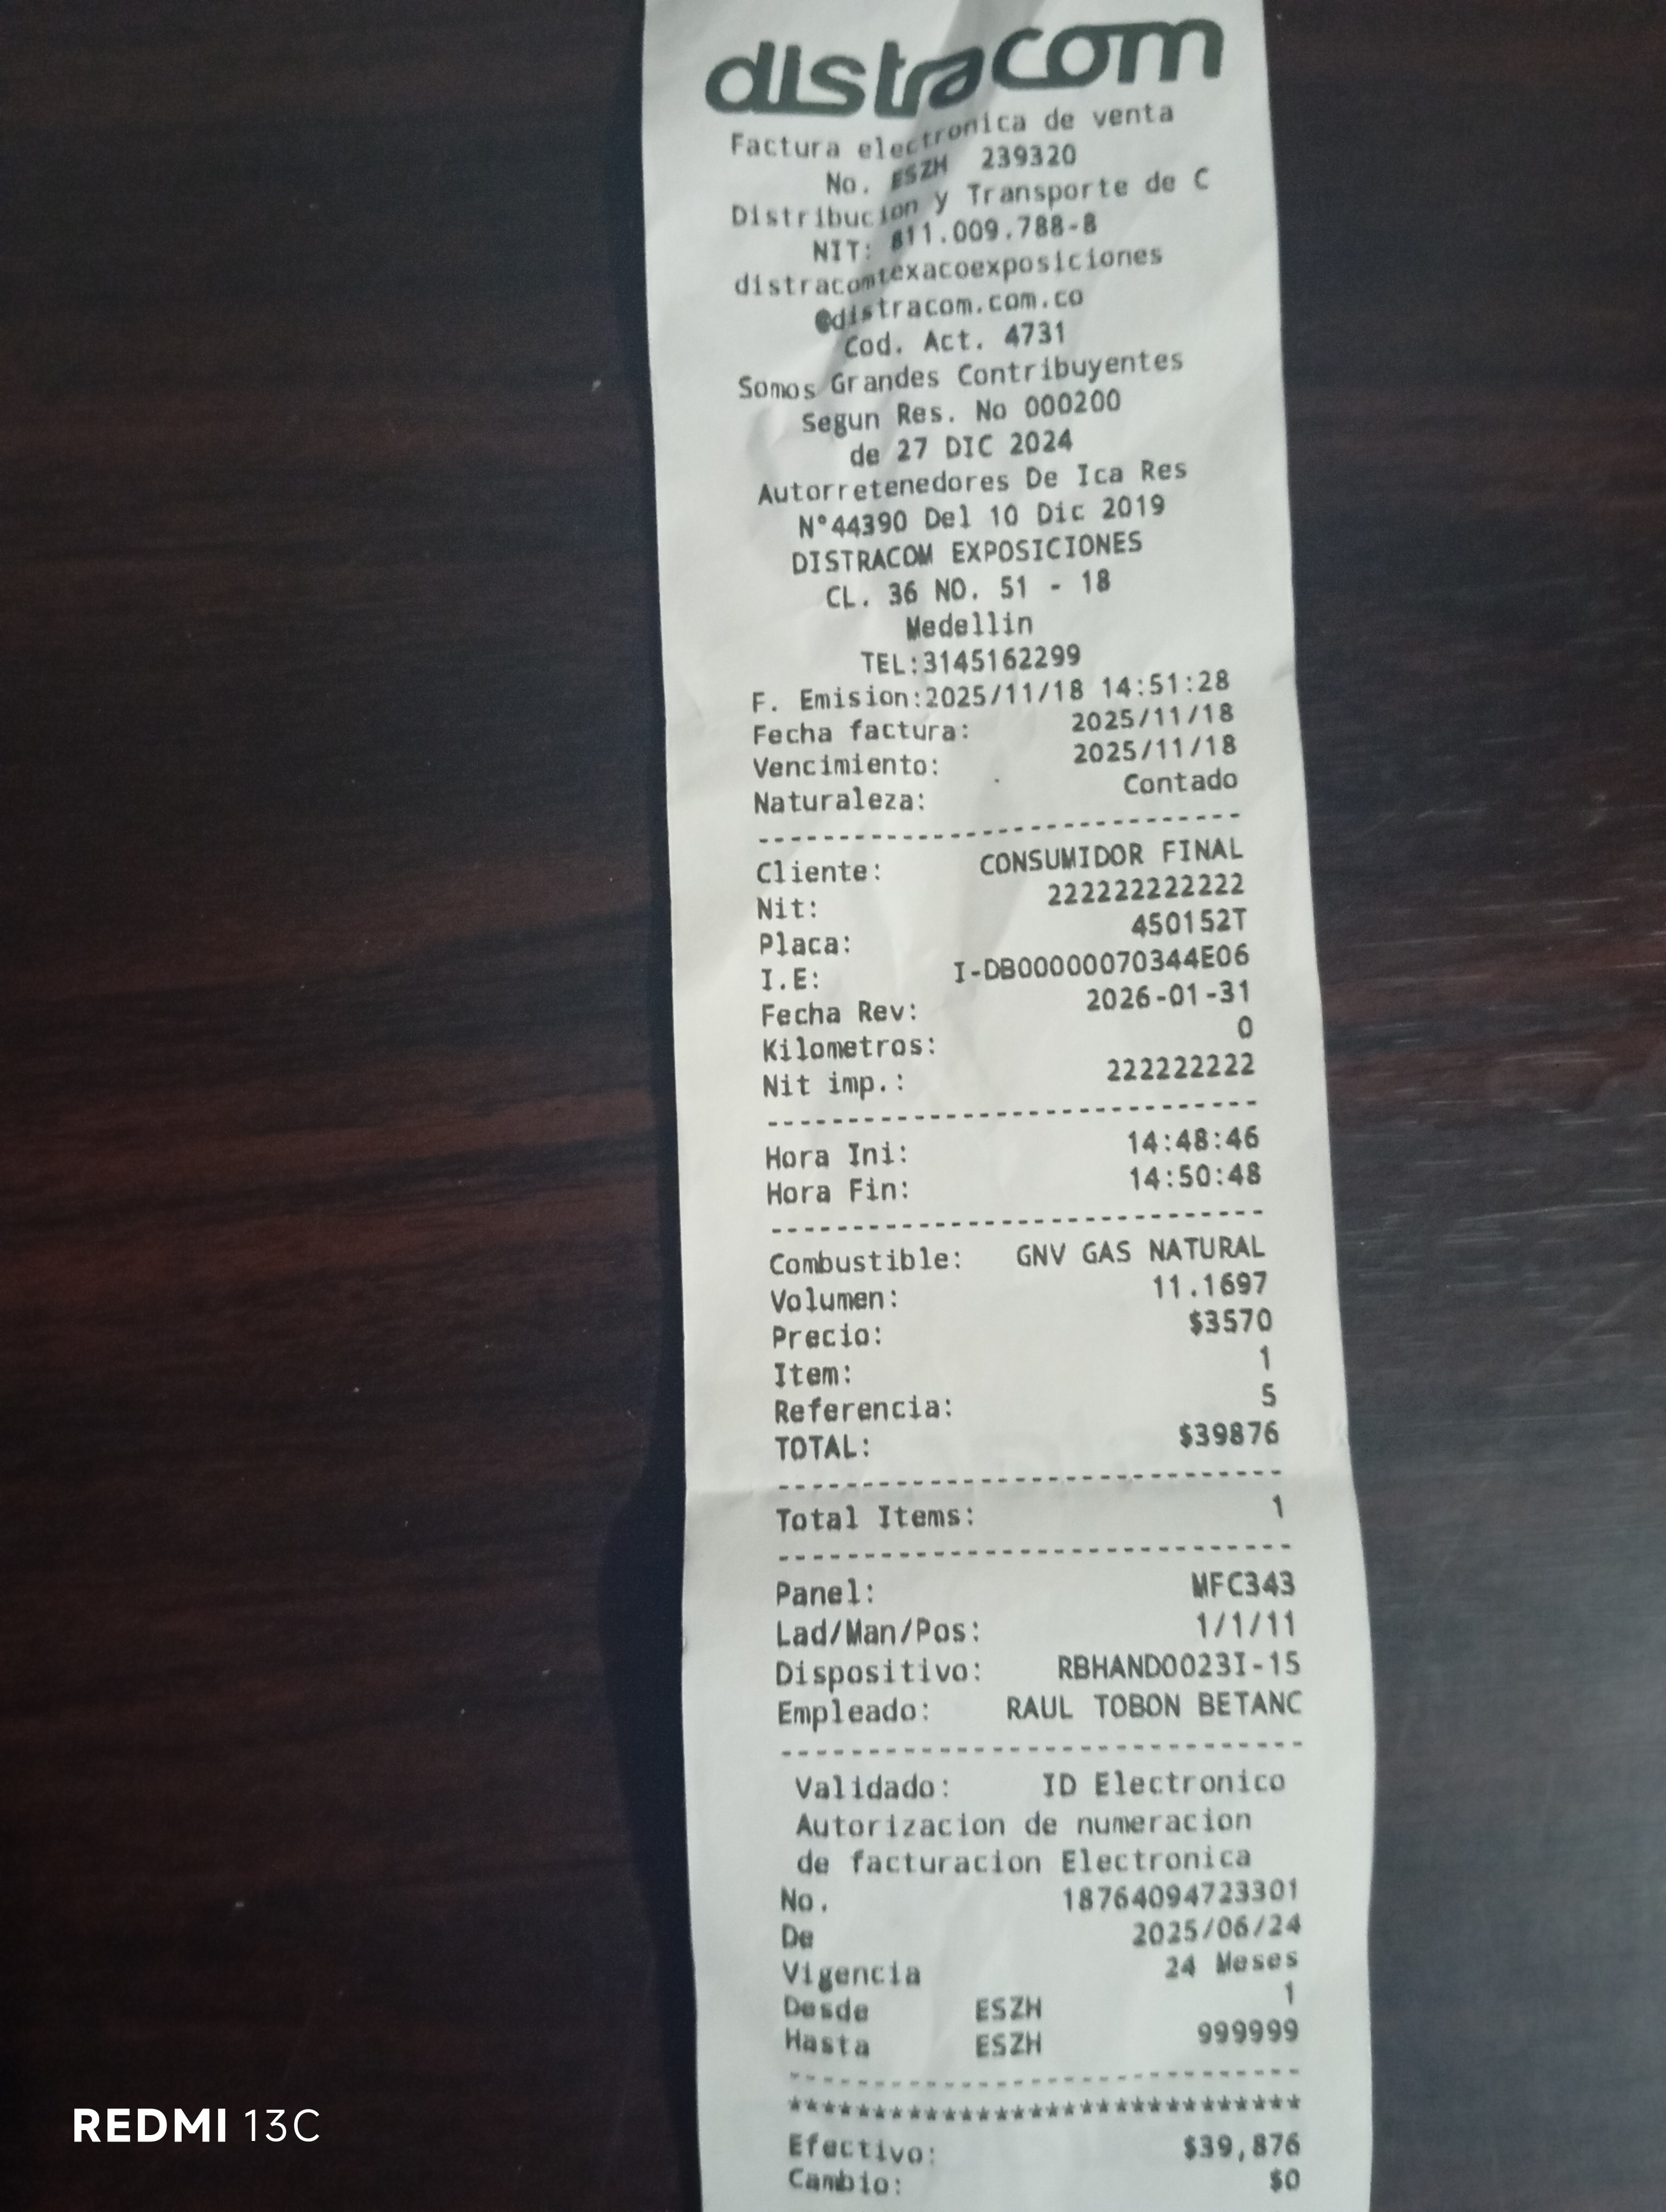 distracom
Factura electronica de venta
No. ESZH 239320
Distribucion y Transporte de C
NIT: 811.009.788-8
distracomtexacoexposiciones
@distracom.com.co
Cod. Act. 4731
Somos Grandes Contribuyentes
Segun Res. No 000200
de 27 DIC 2024
Autorretenedores De Ica Res
N°44390 Del 10 Dic 2019
DISTRACOM EXPOSICIONES
CL. 36 NO. 51 - 18
Medellin
TEL:3145162299
F. Emision:2025/11/18 14:51:28
Fecha factura: 2025/11/18
Vencimiento: 2025/11/18
Naturaleza: Contado
------------------------------
Cliente: CONSUMIDOR FINAL
Nit: 222222222222
Placa: 450152T
I.E: I-DB00000070344E06
Fecha Rev: 2026-01-31
Kilometros: 0
Nit imp.: 222222222
------------------------------
Hora Ini: 14:48:46
Hora Fin: 14:50:48
------------------------------
Combustible: GNV GAS NATURAL
Volumen: 11.1697
Precio: $3570
Item: 1
Referencia: 5
TOTAL: $39876
------------------------------
Total Items: 1
------------------------------
Panel: MFC343
Lad/Man/Pos: 1/1/11
Dispositivo: RBHAND0023I-15
Empleado: RAUL TOBON BETANC
------------------------------
Validado: ID Electronico
Autorizacion de numeracion
de facturacion Electronica
No. 18764094723301
De 2025/06/24
Vigencia 24 Meses
Desde ESZH 1
Hasta ESZH 999999
------------------------------
******************************
Efectivo: $39,876
Cambio: $0
REDMI 13C